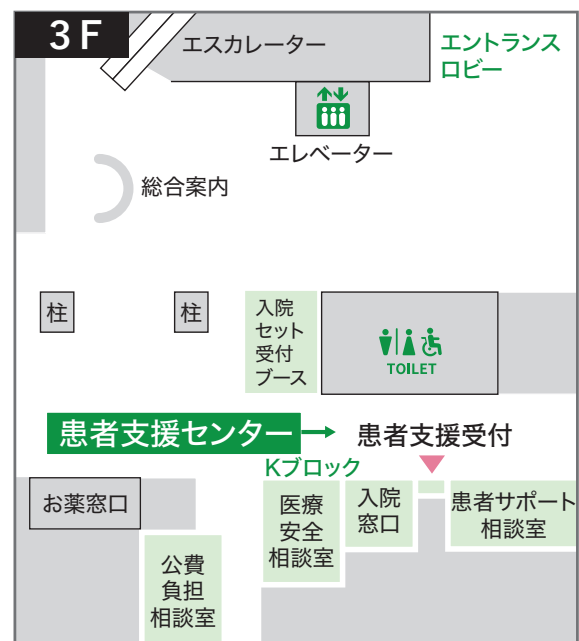 3F
エスカレーター
エントランス
ロビー
エレベーター
総合案内
柱
柱
入院
セット
受付
ブース
TOILET
患者支援センター
患者支援受付
Kブロック
お薬窓口
医療
安全
相談室
入院
窓口
患者サポート
相談室
公費
負担
相談室